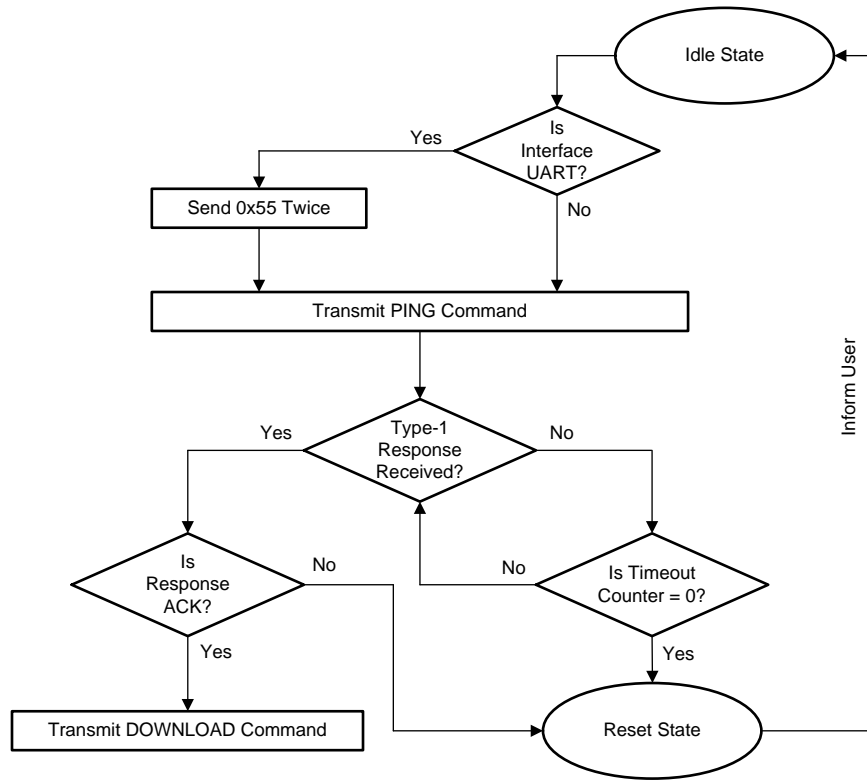 Idle State
Is
Interface
UART?
Yes
No
Send 0x55 Twice
Transmit PING Command
Inform User
Type-1
Response
Received?
Yes
No
Is
Response
ACK?
No
Yes
Is Timeout
Counter = 0?
No
Yes
Transmit DOWNLOAD Command
Reset State